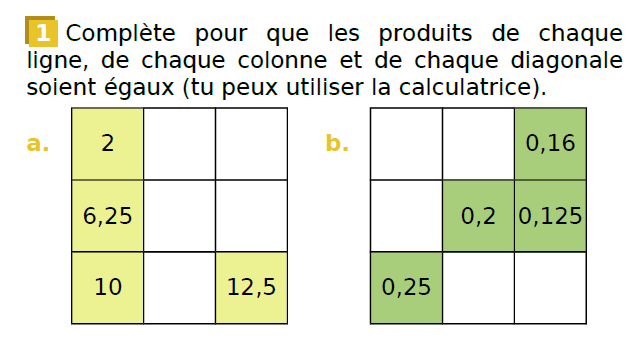 1 Complète pour que les produits de chaque
ligne, de chaque colonne et de chaque diagonale
soient égaux (tu peux utiliser la calculatrice).
a.
2
6,25
10 12,5
b.
0,16
0,2 0,125
0,25